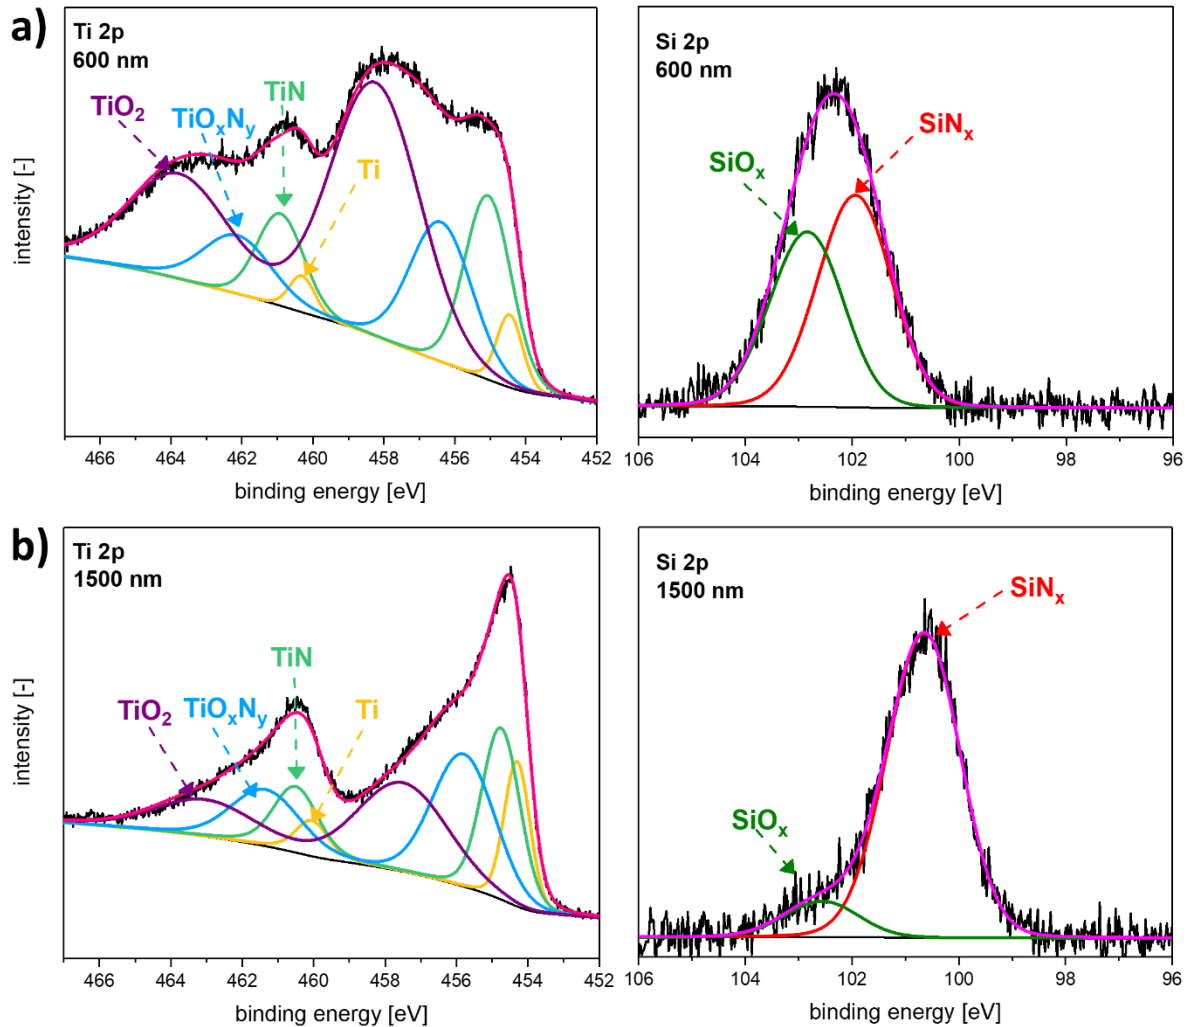 a)
Ti 2p
600 nm
TiO2
TiOxNy
TiN
Ti
intensity [-]
466 464 462 460 458 456 454 452
binding energy [eV]
Si 2p
600 nm
SiOx
SiNx
106 104 102 100 98 96
binding energy [eV]
b)
Ti 2p
1500 nm
TiO2
TiOxNy
TiN
Ti
intensity [-]
466 464 462 460 458 456 454 452
binding energy [eV]
Si 2p
1500 nm
SiNx
SiOx
106 104 102 100 98 96
binding energy [eV]